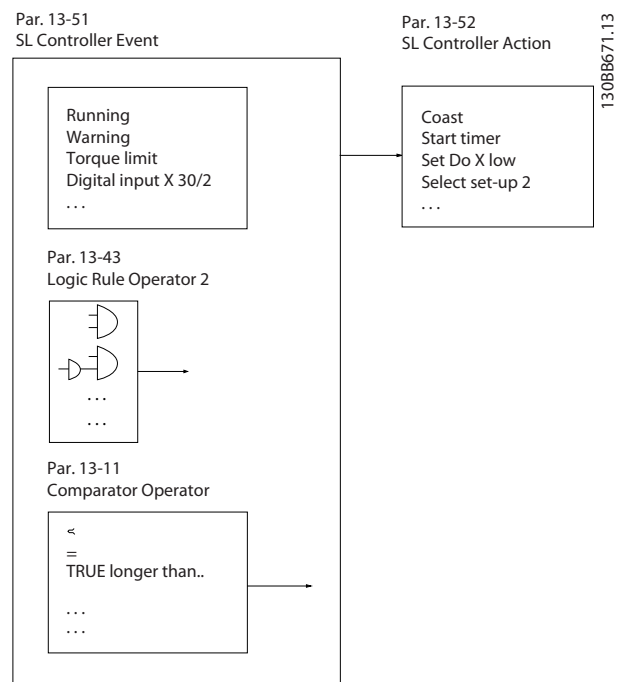 Par. 13-51
SL Controller Event
Par. 13-52
SL Controller Action
130BB671.13
Running
Warning
Torque limit
Digital input X 30/2
. . .
Coast
Start timer
Set Do X low
Select set-up 2
. . .
Par. 13-43
Logic Rule Operator 2
. . .
. . .
Par. 13-11
Comparator Operator
<
=
TRUE longer than..
. . .
. . .